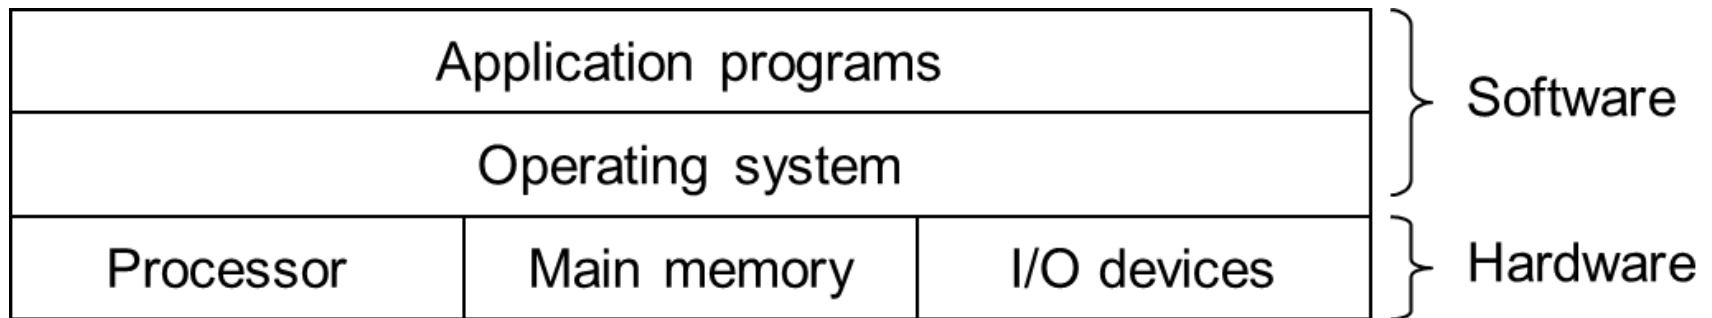 Application programs
Software
Operating system
Processor
Main memory
I/O devices
Hardware